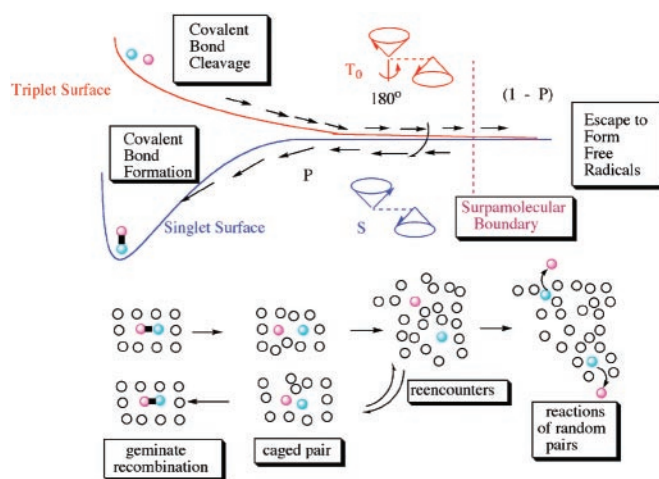 Covalent
Bond
Cleavage
Triplet Surface
T0
180°
(1 - P)
Escape to
Form
Free
Radicals
Covalent
Bond
Formation
P
S
Singlet Surface
Surpamolecular
Boundary
reencounters
geminate
recombination
caged pair
reactions
of random
pairs